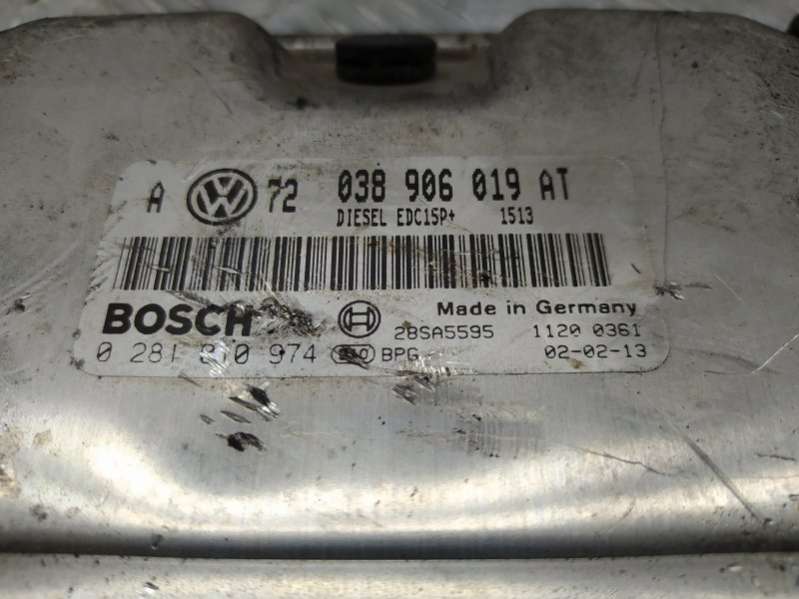 A VW 72 038 906 019 AT
DIESEL EDC15P+ 1513
BOSCH Made in Germany
28SA5595 1120 0361
0 281 010 974 BPG 02-02-13